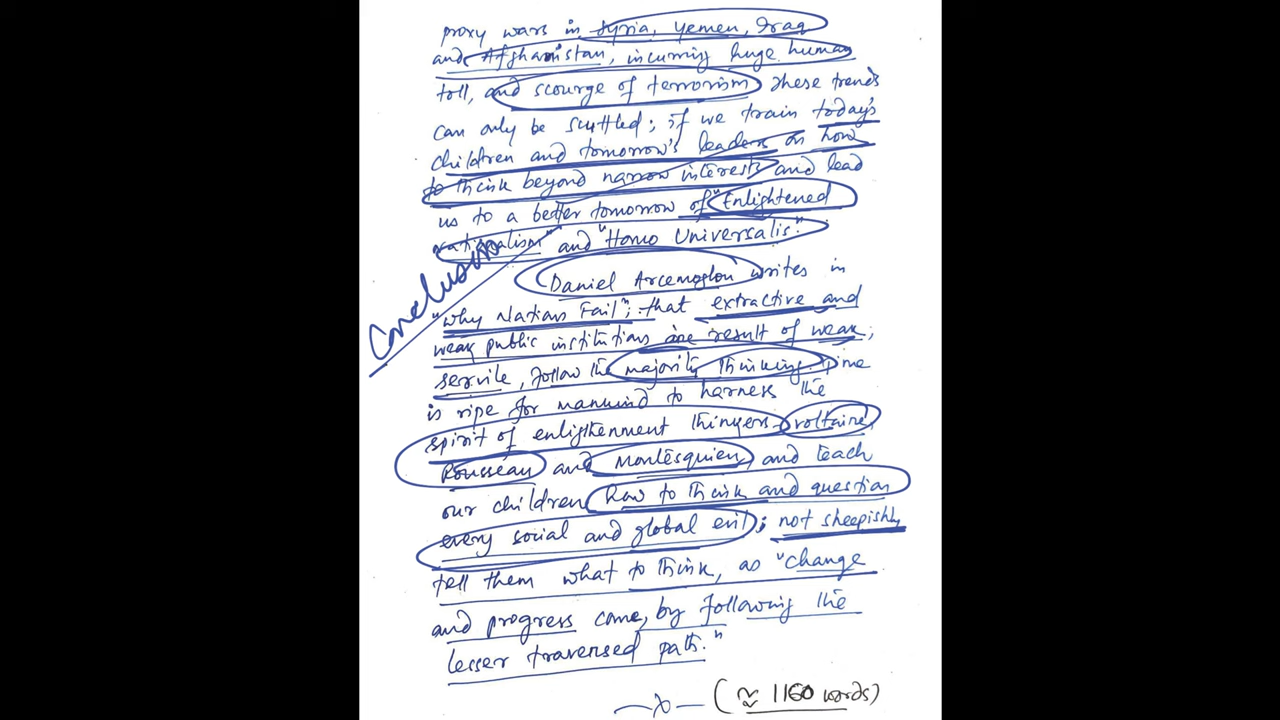 proxy wars in Syria, Yemen, Iraq
and Afghanistan, incurring huge human
toll, and scourge of terrorism these trends
can only be scuttled; if we train today's
children and tomorrow's leaders on how
to think beyond narrow interests and lead
us to a better tomorrow of "Enlightened
nationalism" and "Homo Universalis."
Conclusion
Daniel Arcemoglou writes in
"why Nations Fail"; that extractive and
weak public institutions are result of weak,
servile, follow the majority thinking. Time
is ripe for mankind to harness the
spirit of enligthenment thingers voltaire,
Rousseau and Montesquieu, and teach
our children how to think and question
every social and global evil; not sheepishly
tell them what to think, as "change
and progress come, by following the
lesser traversed path."
—x— (≈ 1160 words)